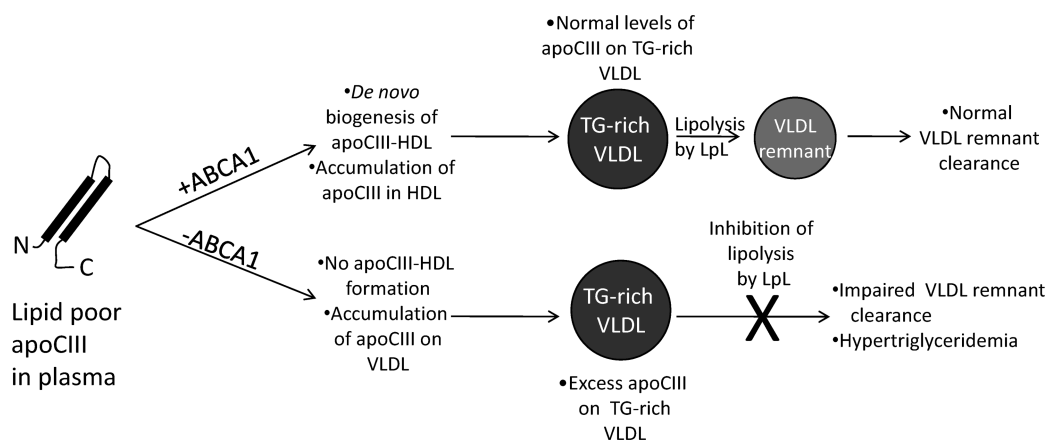 N
C
Lipid poor
apoCIII
in plasma
+ABCA1
•De novo
biogenesis of
apoCIII-HDL
•Accumulation of
apoCIII in HDL
•Normal levels of
apoCIII on TG-rich
VLDL
TG-rich
VLDL
Lipolysis
by LpL
VLDL
remnant
•Normal
VLDL remnant
clearance
-ABCA1
•No apoCIII-HDL
formation
•Accumulation
of apoCIII on
VLDL
TG-rich
VLDL
•Excess apoCIII
on TG-rich
VLDL
Inhibition of
lipolysis
by LpL
X
•Impaired VLDL remnant
clearance
•Hypertriglyceridemia